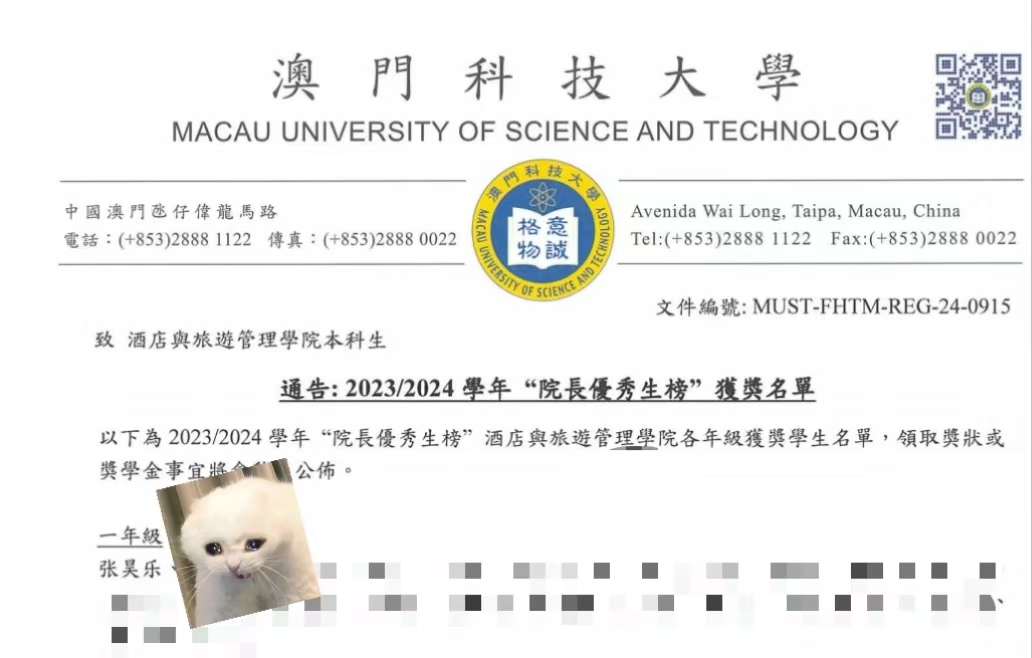 澳門科技大學
MACAU UNIVERSITY OF SCIENCE AND TECHNOLOGY
中國澳門氹仔偉龍馬路
電話：(+853)2888 1122 傳真：(+853)2888 0022
澳門科技大學
意誠格物
MACAU UNIVERSITY OF SCIENCE AND TECHNOLOGY
Avenida Wai Long, Taipa, Macau, China
Tel:(+853)2888 1122 Fax:(+853)2888 0022
文件編號: MUST-FHTM-REG-24-0915
致 酒店與旅遊管理學院本科生
通告: 2023/2024 學年“院長優秀生榜”獲獎名單
以下為 2023/2024 學年“院長優秀生榜”酒店與旅遊管理學院各年級獲獎學生名單，領取獎狀或
獎學金事宜將公佈。
一年級
张昊乐、